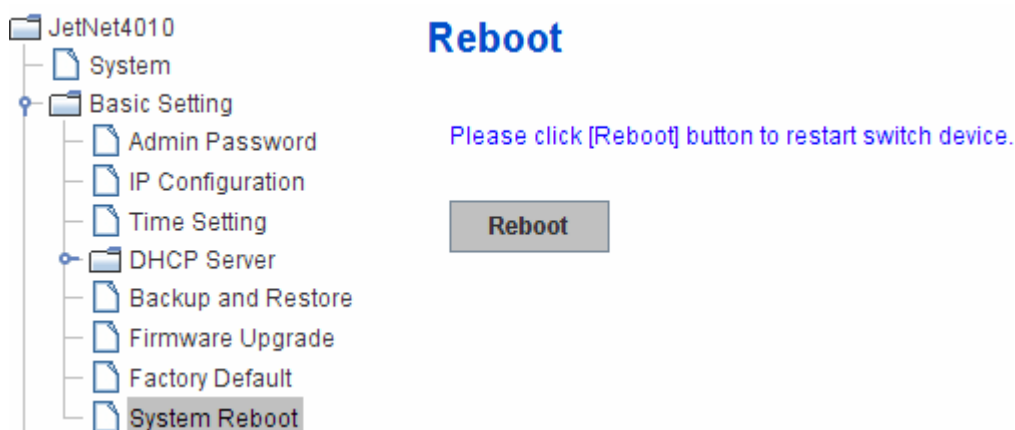 JetNet4010
System
Basic Setting
Admin Password
IP Configuration
Time Setting
DHCP Server
Backup and Restore
Firmware Upgrade
Factory Default
System Reboot
Reboot
Please click [Reboot] button to restart switch device.
Reboot